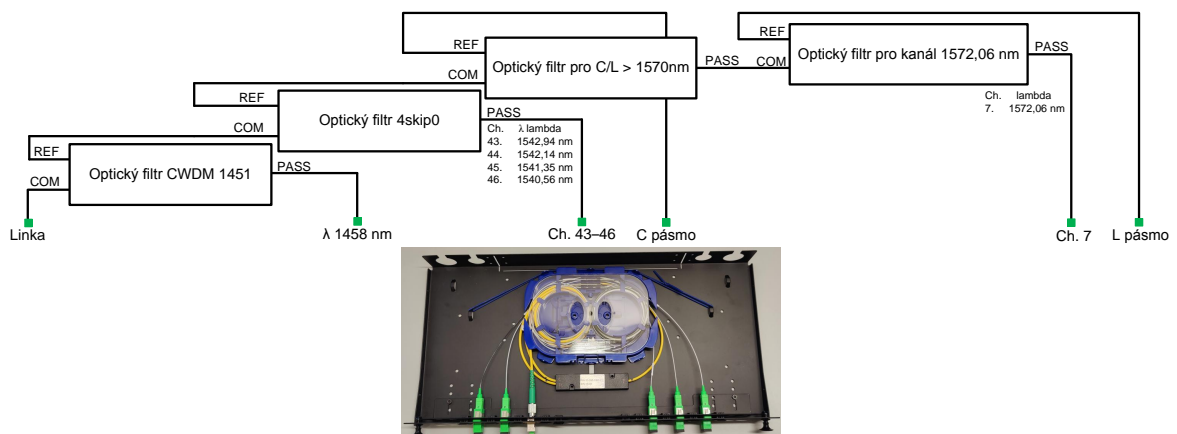 REF
Optický filtr pro C/L > 1570nm
COM
PASS
REF
Optický filtr pro kanál 1572,06 nm
COM
PASS
Ch. lambda
7. 1572,06 nm
REF
Optický filtr 4skip0
COM
PASS
Ch. λ lambda
43. 1542,94 nm
44. 1542,14 nm
45. 1541,35 nm
46. 1540,56 nm
REF
Optický filtr CWDM 1451
COM
PASS
Linka
λ 1458 nm
Ch. 43–46
C pásmo
Ch. 7
L pásmo